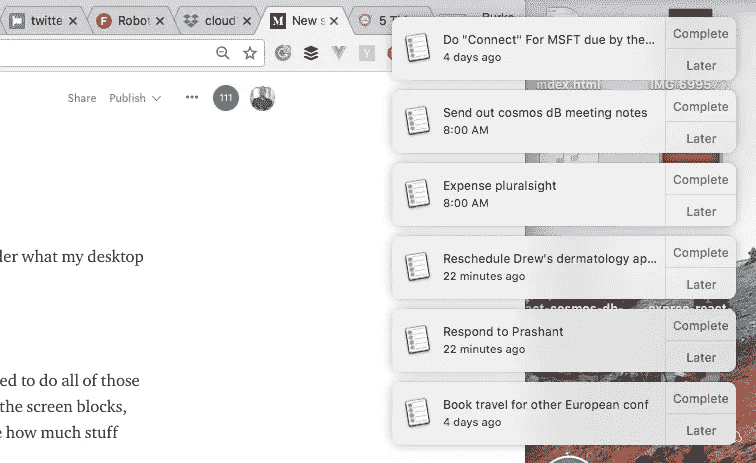 twitte
Robot
cloud
New s
5 Thi
Burke
Share Publish
111
der what my desktop
ed to do all of those
the screen blocks,
how much stuff
Do "Connect" For MSFT due by the...
4 days ago
Complete
Later
index.html IMG_6995
Send out cosmos dB meeting notes
8:00 AM
Complete
Later
Expense pluralsight
8:00 AM
Complete
Later
Reschedule Drew's dermatology ap...
22 minutes ago
Complete
Later
Respond to Prashant
22 minutes ago
Complete
Later
Book travel for other European conf
4 days ago
Complete
Later